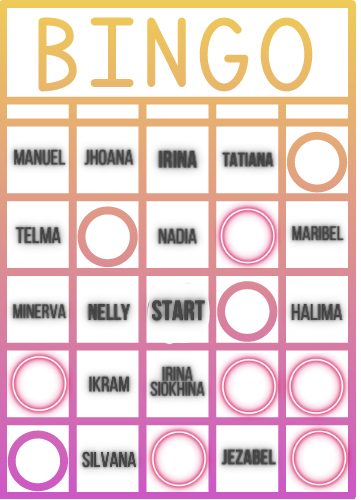 BINGO
MANUEL JHOANA IRINA TATIANA
TELMA NADIA MARIBEL
MINERVA NELLY START HALIMA
IKRAM IRINA SIOKHINA
SILVANA JEZABEL